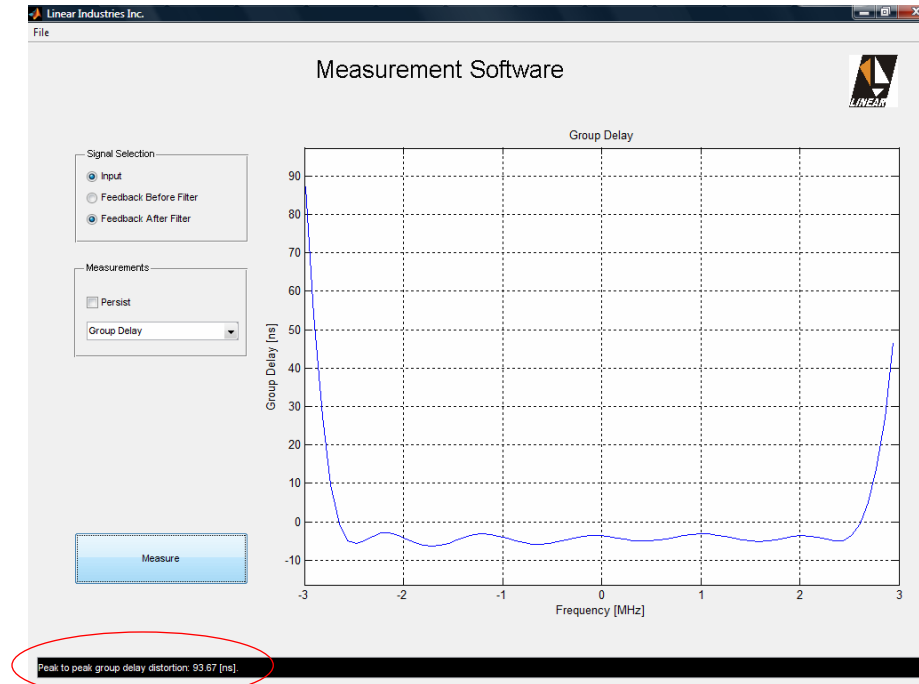 Linear Industries Inc.
File
Measurement Software
LINEAR
Signal Selection
Input
Feedback Before Filter
Feedback After Filter
Measurements
Persist
Group Delay
Measure
Group Delay
Group Delay [ns]
90
80
70
60
50
40
30
20
10
0
-10
-3 -2 -1 0 1 2 3
Frequency [MHz]
Peak to peak group delay distortion: 93.67 [ns].